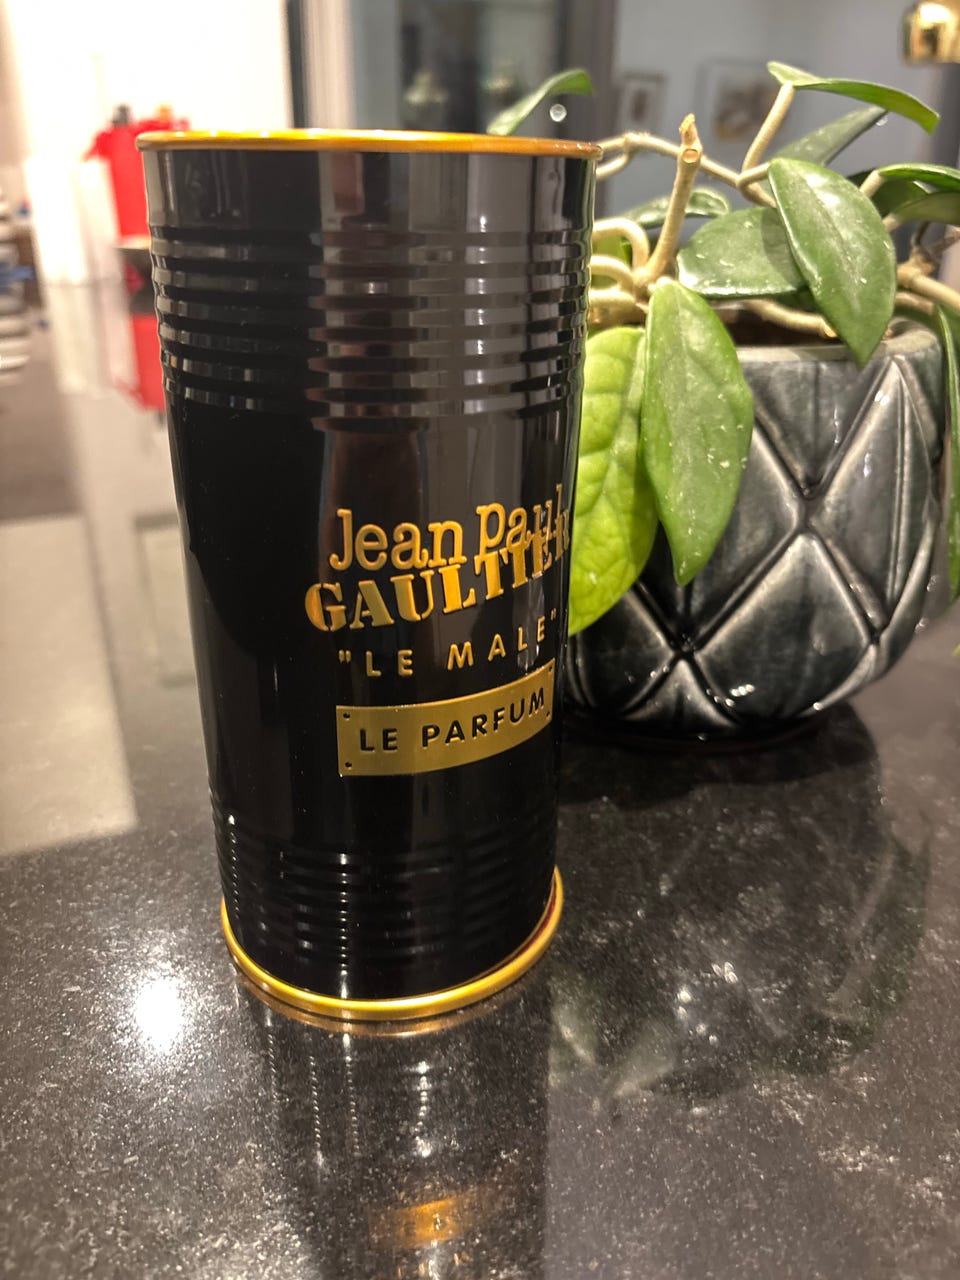 Jean Paul
GAULTIER
"LE MALE"
LE PARFUM